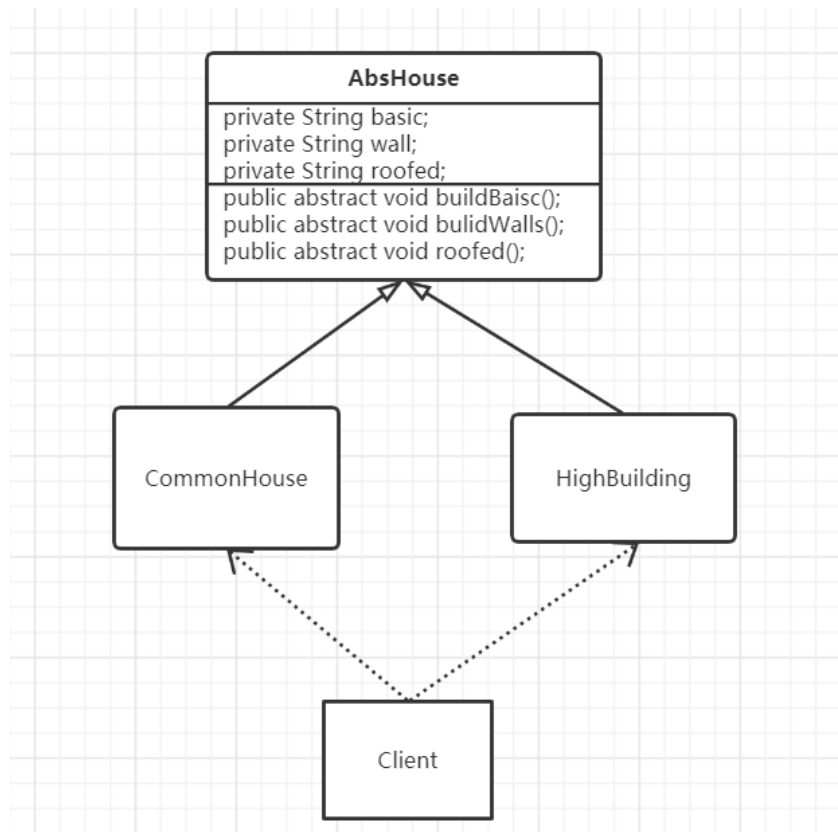 AbsHouse
private String basic;
private String wall;
private String roofed;
public abstract void buildBaisc();
public abstract void bulidWalls();
public abstract void roofed();
CommonHouse
HighBuilding
Client